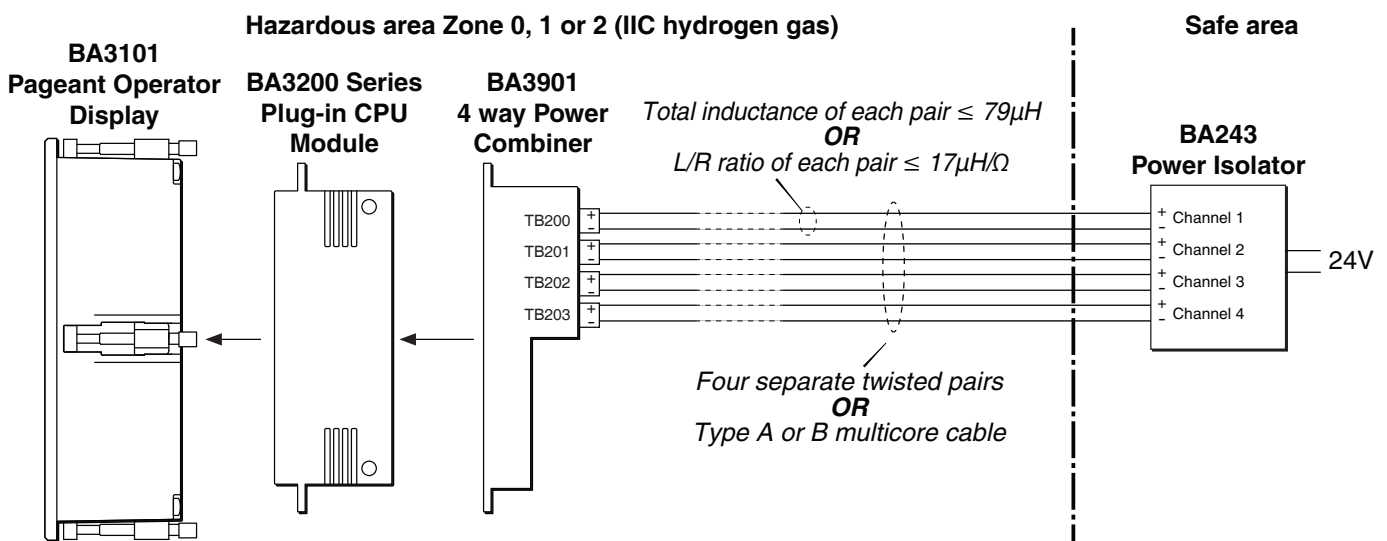 Hazardous area Zone 0, 1 or 2 (IIC hydrogen gas)
Safe area
BA3101
Pageant Operator
Display
BA3200 Series
Plug-in CPU
Module
BA3901
4 way Power
Combiner
Total inductance of each pair ≤ 79µH
OR
L/R ratio of each pair ≤ 17µH/Ω
BA243
Power Isolator
TB200 + -
TB201 + -
TB202 + -
TB203 + -
+ - Channel 1
+ - Channel 2
+ - Channel 3
+ - Channel 4
24V
Four separate twisted pairs
OR
Type A or B multicore cable